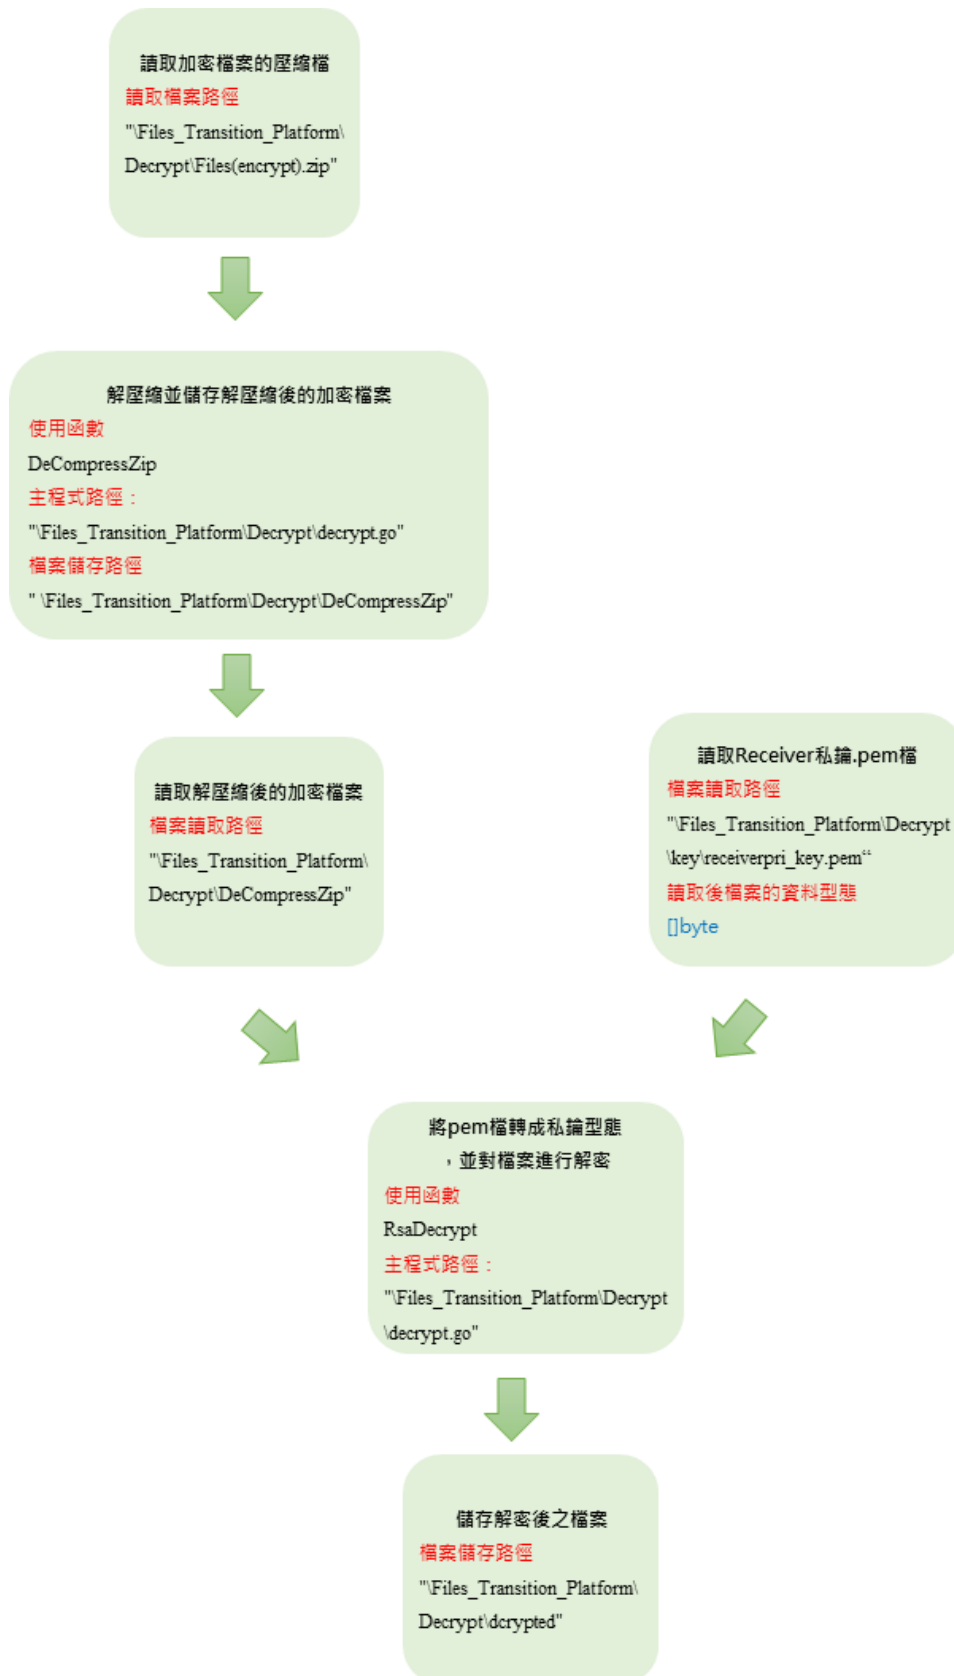 讀取加密檔案的壓縮檔
讀取檔案路徑
"\Files_Transition_Platform\
Decrypt\Files(encrypt).zip"
解壓縮並儲存解壓縮後的加密檔案
使用函數
DeCompressZip
主程式路徑：
"\Files_Transition_Platform\Decrypt\decrypt.go"
檔案儲存路徑
" \Files_Transition_Platform\Decrypt\DeCompressZip"
讀取解壓縮後的加密檔案
檔案讀取路徑
"\Files_Transition_Platform\
Decrypt\DeCompressZip"
讀取Receiver私鑰.pem檔
檔案讀取路徑
"\Files_Transition_Platform\Decrypt
\key\receiverpri_key.pem“
讀取後檔案的資料型態
[]byte
將pem檔轉成私鑰型態
，並對檔案進行解密
使用函數
RsaDecrypt
主程式路徑：
"\Files_Transition_Platform\Decrypt
\decrypt.go"
儲存解密後之檔案
檔案儲存路徑
"\Files_Transition_Platform\
Decrypt\dcrypted"